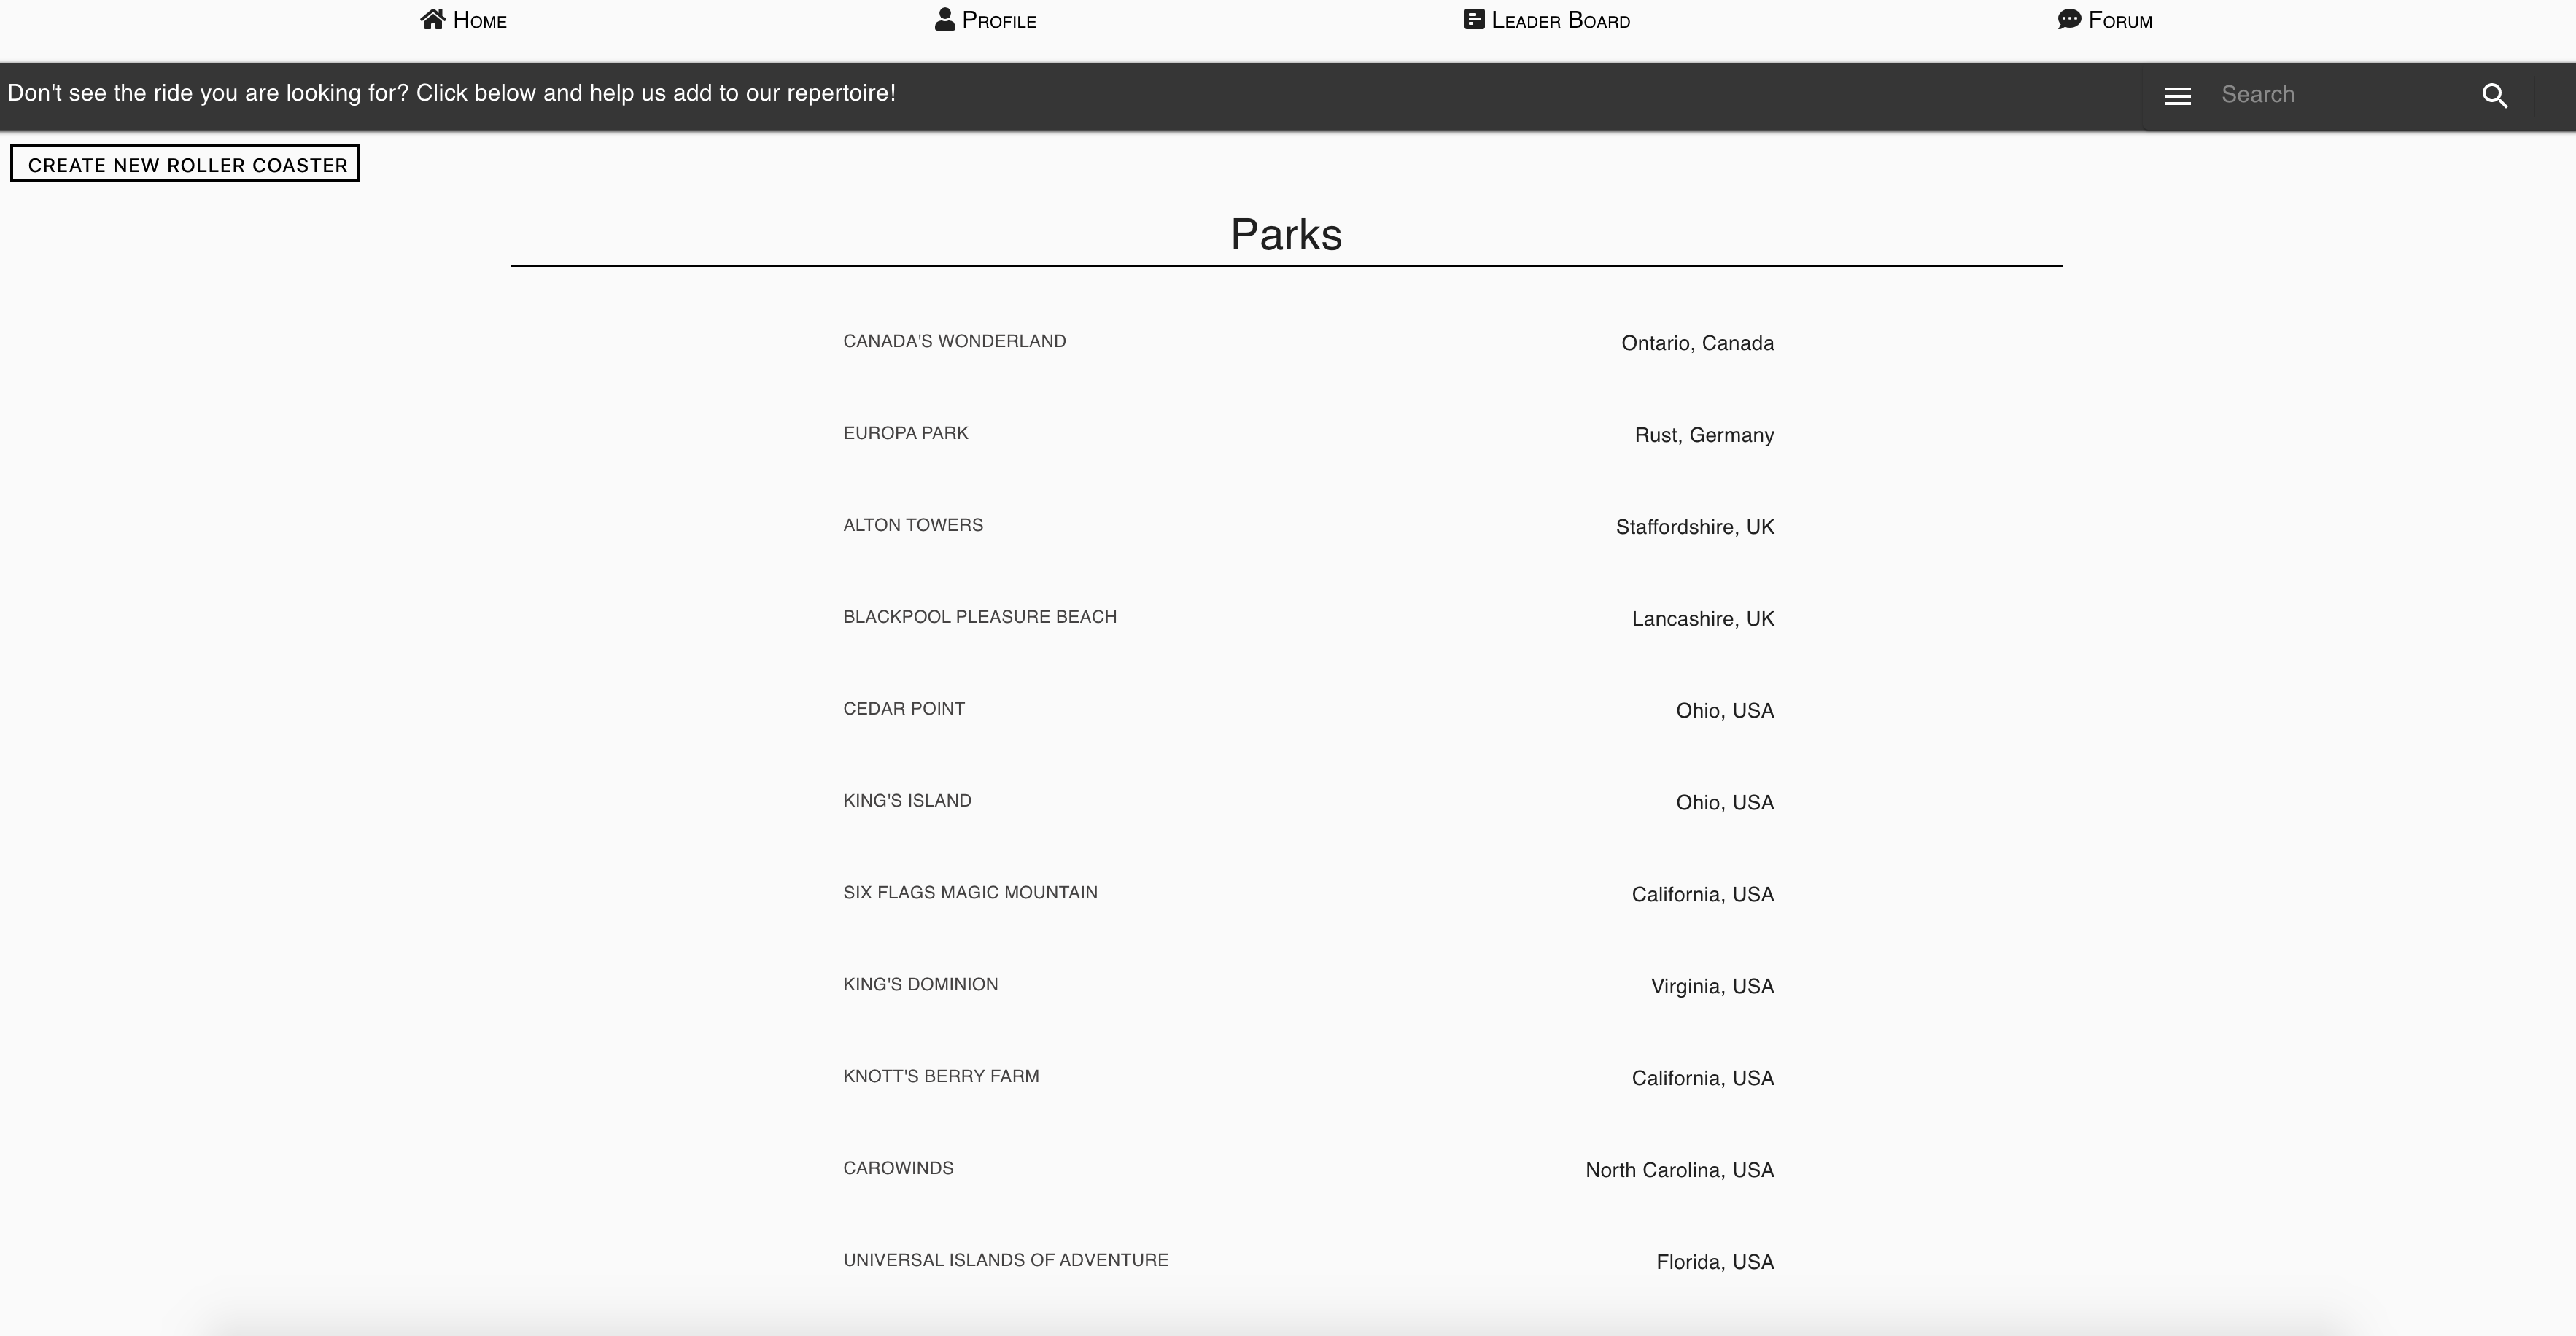 Home Profile Leader Board Forum
Don't see the ride you are looking for? Click below and help us add to our repertoire! Search
CREATE NEW ROLLER COASTER
Parks
CANADA'S WONDERLAND Ontario, Canada
EUROPA PARK Rust, Germany
ALTON TOWERS Staffordshire, UK
BLACKPOOL PLEASURE BEACH Lancashire, UK
CEDAR POINT Ohio, USA
KING'S ISLAND Ohio, USA
SIX FLAGS MAGIC MOUNTAIN California, USA
KING'S DOMINION Virginia, USA
KNOTT'S BERRY FARM California, USA
CAROWINDS North Carolina, USA
UNIVERSAL ISLANDS OF ADVENTURE Florida, USA